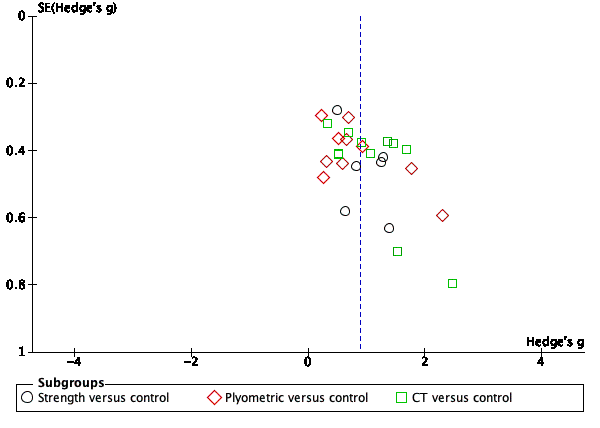 SE(Hedge's g)
0
0.2
0.4
0.6
0.8
1
Hedge's g
-4 -2 0 2 4
Subgroups
Strength versus control Plyometric versus control CT versus control